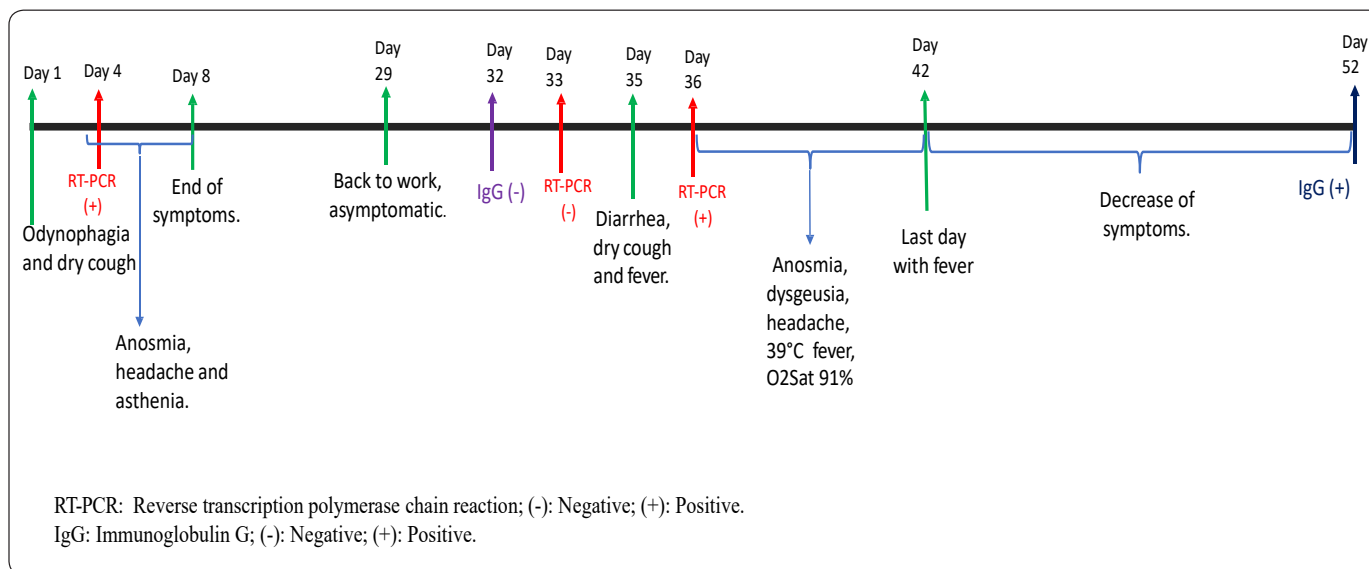 Day 1
Day 4
Day 8
Day
29
Day
32
Day
33
Day
35
Day
36
Day
42
Day
52
Odynophagia
and dry cough
RT-PCR
(+)
End of
symptoms.
Back to work,
asymptomatic.
IgG (-)
RT-PCR
(-)
Diarrhea,
dry cough
and fever.
RT-PCR
(+)
Last day
with fever
Decrease of
symptoms.
IgG (+)
Anosmia,
headache and
asthenia.
Anosmia,
dysgeusia,
headache,
39°C fever,
O2Sat 91%
RT-PCR: Reverse transcription polymerase chain reaction; (-): Negative; (+): Positive.
IgG: Immunoglobulin G; (-): Negative; (+): Positive.